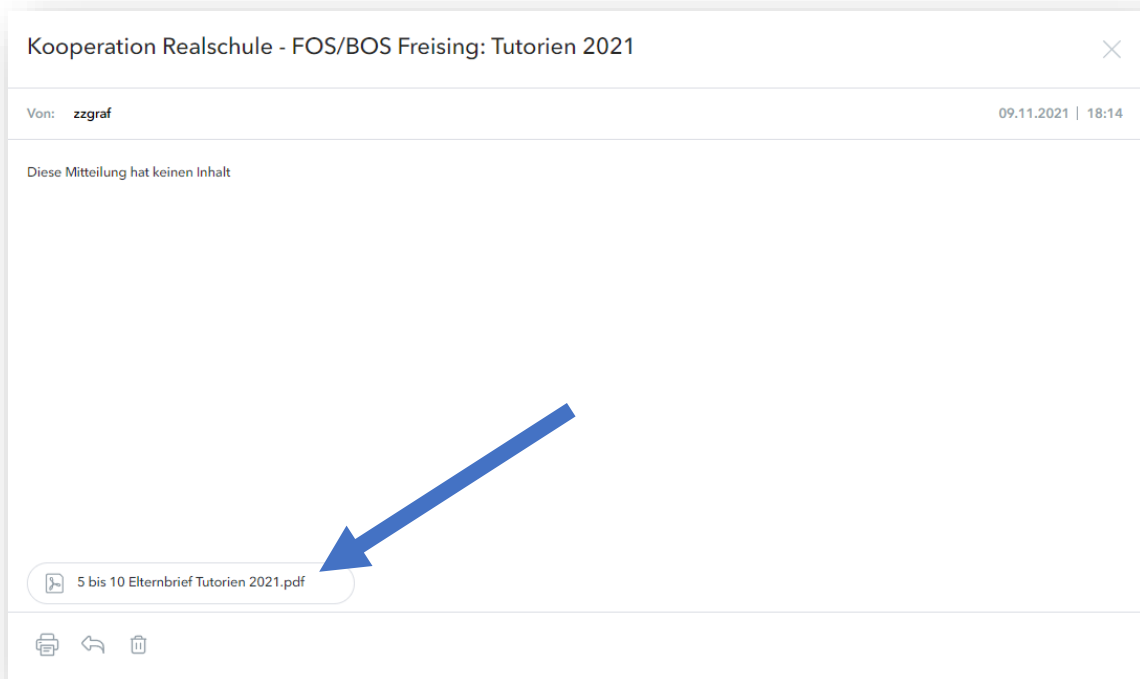 Kooperation Realschule - FOS/BOS Freising: Tutorien 2021
Von: zzgraf 09.11.2021 | 18:14
Diese Mitteilung hat keinen Inhalt
5 bis 10 Elternbrief Tutorien 2021.pdf